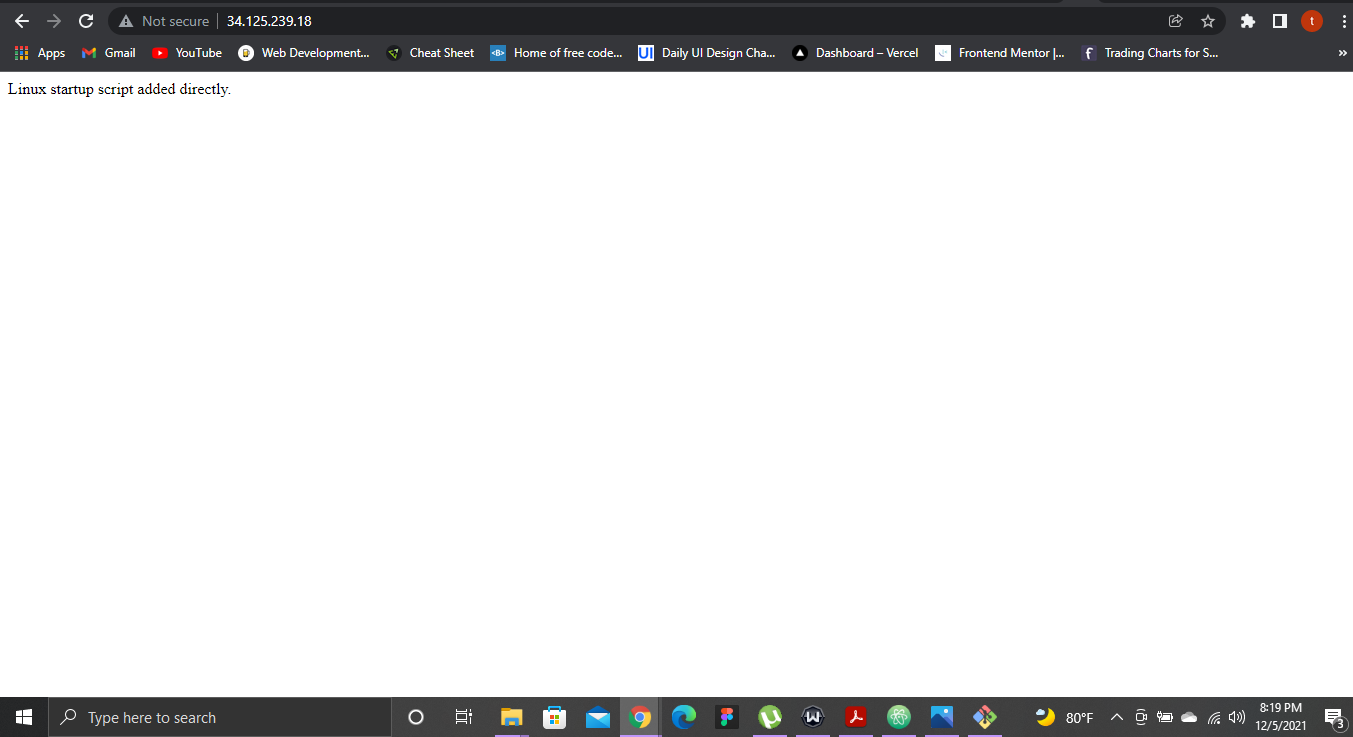 Not secure 34.125.239.18
Apps Gmail YouTube Web Development... Cheat Sheet Home of free code... Daily UI Design Cha... Dashboard – Vercel Frontend Mentor |... Trading Charts for S... »
Linux startup script added directly.
Type here to search
80°F
8:19 PM
12/5/2021
3